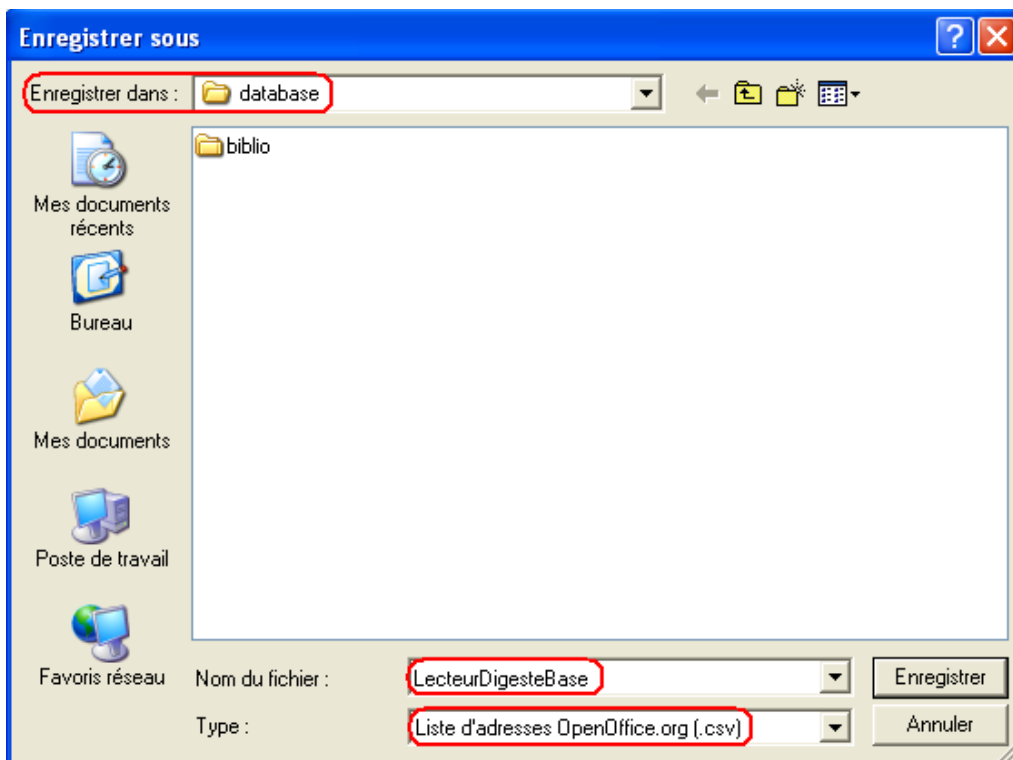 Enregistrer sous
Enregistrer dans :
database
biblio
Mes documents
récents
Bureau
Mes documents
Poste de travail
Favoris réseau
Nom du fichier :
LecteurDigesteBase
Enregistrer
Type :
Liste d'adresses OpenOffice.org (.csv)
Annuler